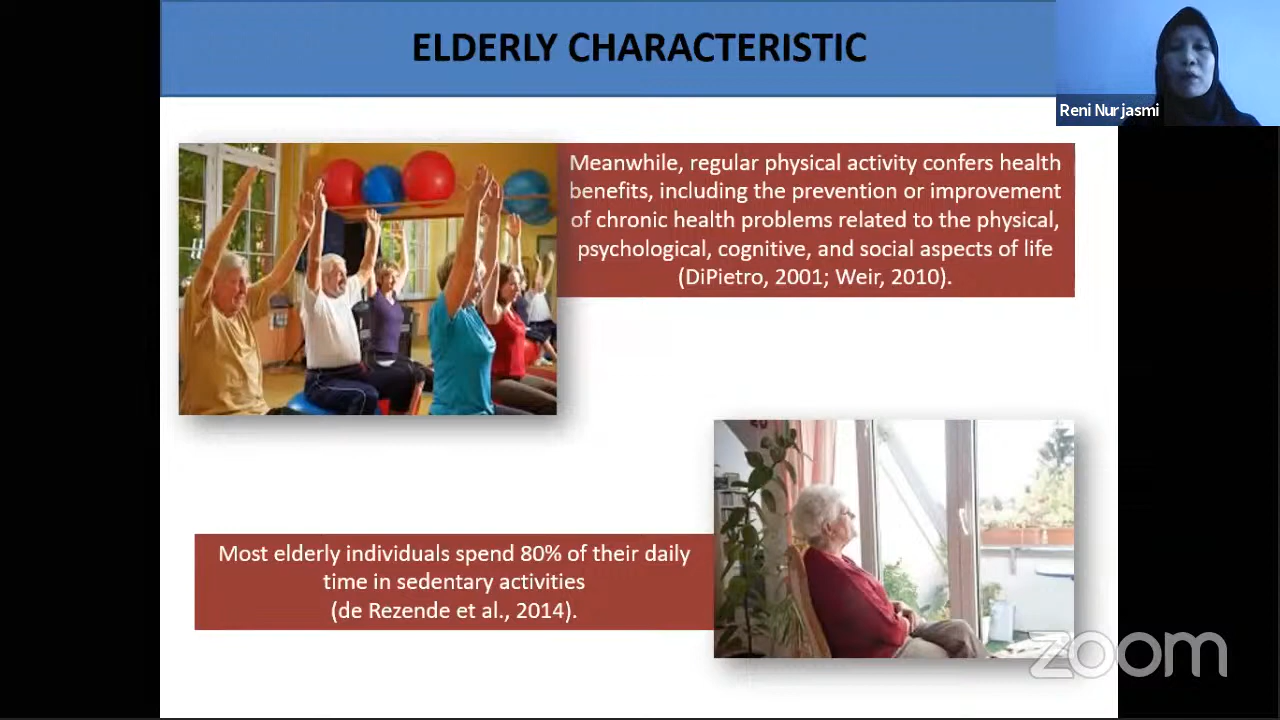 ELDERLY CHARACTERISTIC
Reni Nurjasmi
Meanwhile, regular physical activity confers health
benefits, including the prevention or improvement
of chronic health problems related to the physical,
psychological, cognitive, and social aspects of life
(DiPietro, 2001; Weir, 2010).
Most elderly individuals spend 80% of their daily
time in sedentary activities
(de Rezende et al., 2014).
zoom